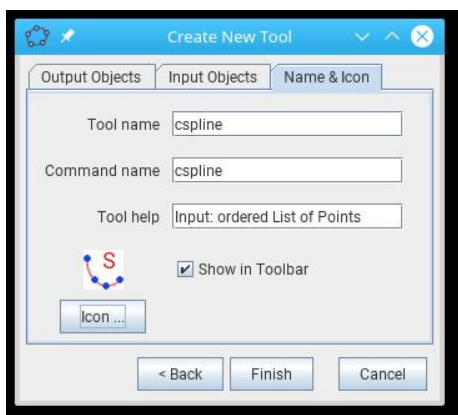 Create New Tool
Output Objects Input Objects Name & Icon
Tool name cspline
Command name cspline
Tool help Input: ordered List of Points
S
Show in Toolbar
Icon ...
< Back Finish Cancel